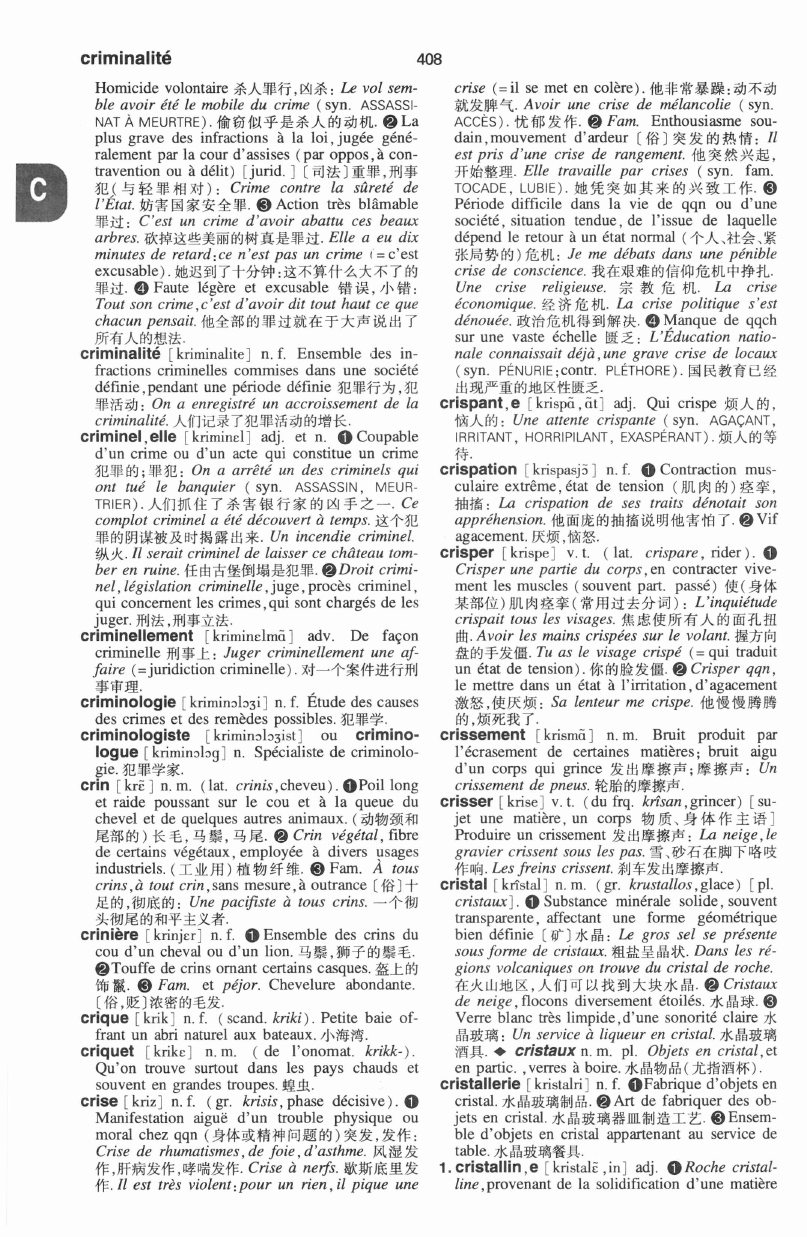 criminalité
408
C
Homicide volontaire 杀人罪行,凶杀: Le vol sem-
ble avoir été le mobile du crime ( syn. ASSASSI-
NAT À MEURTRE). 偷窃似乎是杀人的动机. ❷ La
plus grave des infractions à la loi, jugée géné-
ralement par la cour d'assises ( par oppos, à con-
travention ou à délit) [jurid. ] 〔司法〕重罪,刑事
犯( 与轻罪相对): Crime contre la sûreté de
l'État. 妨害国家安全罪. ❸ Action très blâmable
罪过: C'est un crime d'avoir abattu ces beaux
arbres. 砍掉这些美丽的树真是罪过. Elle a eu dix
minutes de retard:ce n'est pas un crime (=c'est
excusable). 她迟到了十分钟:这不算什么大不了的
罪过. ❹ Faute légère et excusable 错误,小错:
Tout son crime,c'est d'avoir dit tout haut ce que
chacun pensait. 他全部的罪过就在于大声说出了
所有人的想法.
criminalité [kriminalite] n. f. Ensemble des in-
fractions criminelles commises dans une société
définie,pendant une période définie 犯罪行为,犯
罪活动: On a enregistré un accroissement de la
criminalité. 人们记录了犯罪活动的增长.
criminel,elle [kriminɛl] adj. et n. ❶ Coupable
d'un crime ou d'un acte qui constitue un crime
犯罪的;罪犯: On a arrêté un des criminels qui
ont tué le banquier ( syn. ASSASSIN, MEUR-
TRIER). 人们抓住了杀害银行家的凶手之一. Ce
complot criminel a été découvert à temps. 这个犯
罪的阴谋被及时揭露出来. Un incendie criminel.
纵火. Il serait criminel de laisser ce château tom-
ber en ruine. 任由古堡倒塌是犯罪. ❷Droit crimi-
nel, législation criminelle, juge, procès criminel,
qui concernent les crimes,qui sont chargés de les
juger. 刑法,刑事立法.
criminellement [kriminɛlmɑ̃] adv. De façon
criminelle 刑事上: Juger criminellement une af-
faire (=juridiction criminelle). 对一个案件进行刑
事审理.
criminologie [kriminɔlɔʒi] n. f. Étude des causes
des crimes et des remèdes possibles. 犯罪学.
criminologiste [kriminɔlɔʒist] ou crimino-
logue [kriminɔlɔg] n. Spécialiste de criminolo-
gie. 犯罪学家.
crin [krɛ̃] n. m. (lat. crinis,cheveu). ❶Poil long
et raide poussant sur le cou et à la queue du
chevel et de quelques autres animaux. (动物颈和
尾部的) 长毛,马鬃,马尾. ❷ Crin végétal, fibre
de certains végétaux, employée à divers usages
industriels. (工业用) 植物纤维. ❸ Fam. À tous
crins,à tout crin,sans mesure,à outrance 〔俗〕十
足的,彻底的: Une pacifiste à tous crins. 一个彻
头彻尾的和平主义者.
crinière [krinjɛr] n. f. ❶ Ensemble des crins du
cou d'un cheval ou d'un lion. 马鬃,狮子的鬃毛.
❷Touffe de crins ornant certains casques. 盔上的
饰鬣. ❸ Fam. et péjor. Chevelure abondante.
〔俗,贬〕浓密的毛发.
crique [krik] n. f. ( scand. kriki). Petite baie of-
frant un abri naturel aux bateaux. 小海湾.
criquet [krikɛ] n. m. ( de l'onomat. krikk-).
Qu'on trouve surtout dans les pays chauds et
souvent en grandes troupes. 蝗虫.
crise [kriz] n. f. ( gr. krisis, phase décisive). ❶
Manifestation aiguë d'un trouble physique ou
moral chez qqn (身体或精神问题的)突发,发作:
Crise de rhumatismes, de foie, d'asthme. 风湿发
作,肝病发作,哮喘发作. Crise à nerfs. 歇斯底里发
作. Il est très violent:pour un rien, il pique une
crise (=il se met en colère). 他非常暴躁:动不动
就发脾气. Avoir une crise de mélancolie ( syn.
ACCÈS). 忧郁发作. ❷ Fam. Enthousiasme sou-
dain,mouvement d'ardeur 〔俗〕突发的热情: Il
est pris d'une crise de rangement. 他突然兴起,
开始整理. Elle travaille par crises ( syn. fam.
TOCADE, LUBIE). 她凭突如其来的兴致工作. ❸
Période difficile dans la vie de qqn ou d'une
société, situation tendue, de l'issue de laquelle
dépend le retour à un état normal (个人、社会、紧
张局势的) 危机: Je me débats dans une pénible
crise de conscience. 我在艰难的信仰危机中挣扎.
Une crise religieuse. 宗教危机. La crise
économique. 经济危机. La crise politique s'est
dénouée. 政治危机得到解决. ❹ Manque de qqch
sur une vaste échelle 匮乏: L'Éducation natio-
nale connaissait déjà,une grave crise de locaux
(syn. PÉNURIE;contr. PLÉTHORE). 国民教育已经
出现严重的地区性匮乏.
crispant,e [krispɑ̃,ɑ̃t] adj. Qui crispe 烦人的,
恼人的: Une attente crispante ( syn. AGAÇANT,
IRRITANT, HORRIPILANT, EXASPÉRANT). 烦人的等
待.
crispation [krispasjɔ̃] n. f. ❶ Contraction mus-
culaire extrême,état de tension (肌肉的)痉挛,
抽搐: La crispation de ses traits dénotait son
appréhension. 他面庞的抽搐说明他害怕了. ❷ Vif
agacement. 厌烦,恼怒.
crisper [krispe] v. t. ( lat. crispare, rider). ❶
Crisper une partie du corps,en contracter vive-
ment les muscles (souvent part. passé) 使(身体
某部位)肌肉痉挛(常用过去分词): L'inquiétude
crispait tous les visages. 焦虑使所有人的面孔扭
曲. Avoir les mains crispées sur le volant. 握方向
盘的手发僵. Tu as le visage crispé (=qui traduit
un état de tension). 你的脸发僵. ❷ Crisper qqn,
le mettre dans un état à l'irritation, d'agacement
激怒,使厌烦: Sa lenteur me crispe. 他慢慢腾腾
的,烦死我了.
crissement [krismɑ̃] n. m. Bruit produit par
l'écrasement de certaines matières; bruit aigu
d'un corps qui grince 发出摩擦声;摩擦声: Un
crissement de pneus. 轮胎的摩擦声.
crisser [krise] v. t. (du frq. krîsan,grincer) [su-
jet une matière, un corps 物质、身体作主语]
Produire un crissement 发出摩擦声: La neige,le
gravier crissent sous les pas. 雪、砂石在脚下咯吱
作响. Les freins crissent. 刹车发出摩擦声.
cristal [krîstal] n. m. (gr. krustallos,glace) [pl.
cristaux]. ❶ Substance minérale solide, souvent
transparente, affectant une forme géométrique
bien définie 〔矿〕水晶: Le gros sel se présente
sous forme de cristaux. 粗盐呈晶状. Dans les ré-
gions volcaniques on trouve du cristal de roche.
在火山地区,人们可以找到大块水晶. ❷ Cristaux
de neige,flocons diversement étoilés. 水晶球. ❸
Verre blanc très limpide,d'une sonorité claire 水
晶玻璃: Un service à liqueur en cristal. 水晶玻璃
酒具. ◆ cristaux n. m. pl. Objets en cristal,et
en partic. ,verres à boire. 水晶物品(尤指酒杯).
cristallerie [kristalri] n. f. ❶Fabrique d'objets en
cristal. 水晶玻璃制品. ❷ Art de fabriquer des ob-
jets en cristal. 水晶玻璃器皿制造工艺. ❸ Ensem-
ble d'objets en cristal appartenant au service de
table. 水晶玻璃餐具.
1. cristallin,e [kristalɛ̃,in] adj. ❶ Roche cristal-
line,provenant de la solidification d'une matière